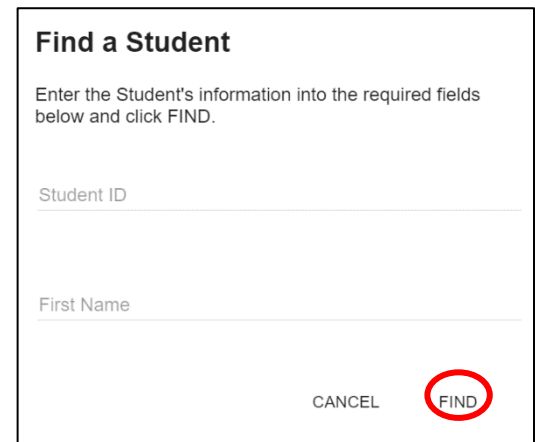 Find a Student
Enter the Student's information into the required fields
below and click FIND.
Student ID
First Name
CANCEL FIND